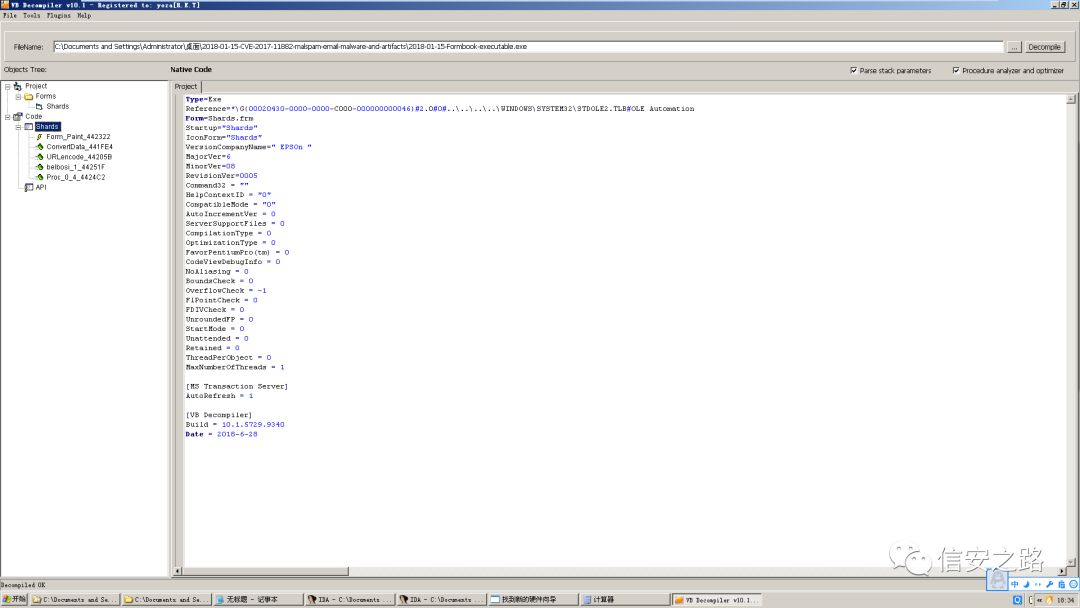 VB Decompiler v10.1 - Registered to: yoza[R.K.T]
File Tools Plugins Help
FileName: C:\Documents and Settings\Administrator\桌面\2018-01-15-CVE-2017-11882-malspam-email-malware-and-artifacts\2018-01-15-Formbook-executable.exe ... Decompile
Objects Tree: Native Code Parse stack parameters Procedure analyzer and optimizer
Project
Forms
Shards
Code
Shards
Form_Paint_442322
ConvertData_441FE4
URLencode_44205B
belbosi_1_44251F
Proc_0_4_4424C2
API
Project
Type=Exe
Reference=*\G{00020430-0000-0000-C000-000000000046}#2.0#0#..\..\..\..\WINDOWS\SYSTEM32\STDOLE2.TLB#OLE Automation
Form=Shards.frm
Startup="Shards"
IconForm="Shards"
VersionCompanyName=" EPSOn "
MajorVer=6
MinorVer=08
RevisionVer=0005
Command32 = ""
HelpContextID = "0"
CompatibleMode = "0"
AutoIncrementVer = 0
ServerSupportFiles = 0
CompilationType = 0
OptimizationType = 0
FavorPentiumPro(tm) = 0
CodeViewDebugInfo = 0
NoAliasing = 0
BoundsCheck = 0
OverflowCheck = -1
FlPointCheck = 0
FDIVCheck = 0
UnroundedFP = 0
StartMode = 0
Unattended = 0
Retained = 0
ThreadPerObject = 0
MaxNumberOfThreads = 1
[MS Transaction Server]
AutoRefresh = 1
[VB Decompiler]
Build = 10.1.5729.9340
Date = 2018-6-28
信安之路
Decompiled OK
中
开始 C:\Documents and Se... C:\Documents and Se... 无标题 - 记事本 IDA - C:\Documents ... IDA - C:\Documents ... 找到新的硬件向导 计算器 VB Decompiler v10.1... 18:34